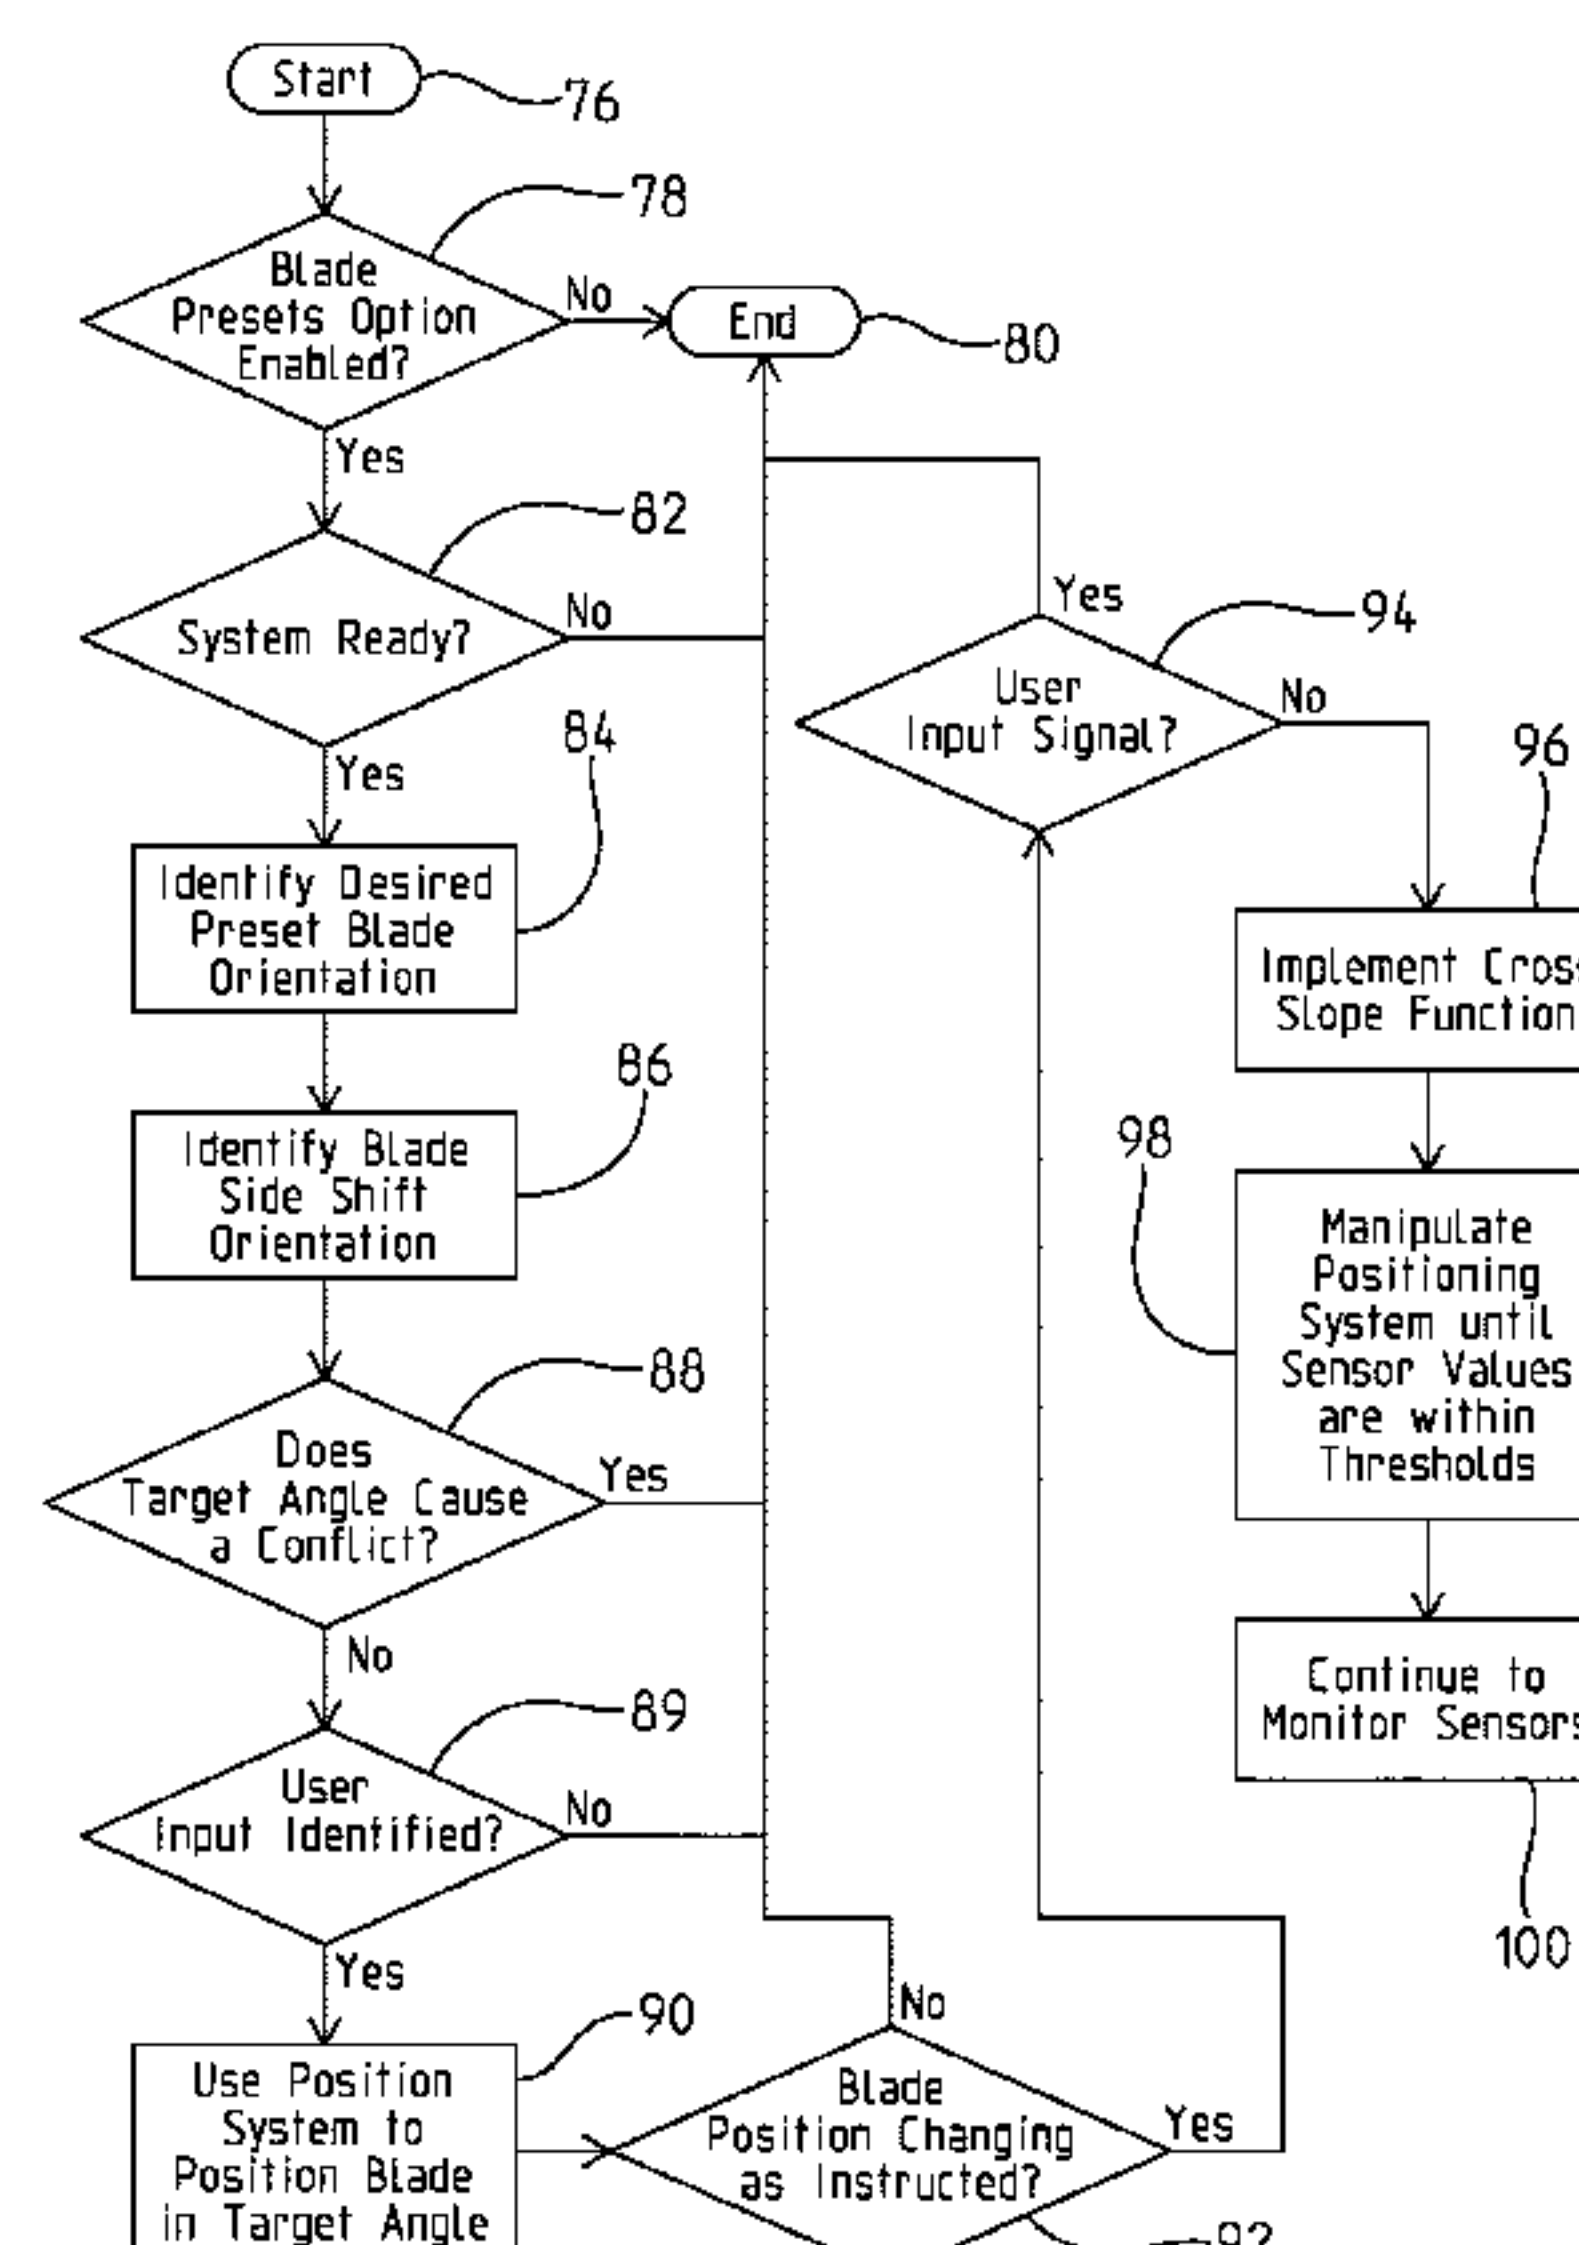 Start
76
78
Blade
Presets Option
Enabled?
No
End
80
Yes
82
System Ready?
No
Yes
84
Identify Desired
Preset Blade
Orientation
86
Identify Blade
Side Shift
Orientation
88
Does
Target Angle Cause
a Conflict?
Yes
No
89
User
Input Identified?
No
Yes
90
Use Position
System to
Position Blade
in Target Angle
No
Blade
Position Changing
as Instructed?
Yes
Yes
94
User
Input Signal?
No
96
Implement
Slope Function
98
Manipulate
Positioning
System until
Sensor Values
are within
Thresholds
Continue to
Monitor Sensors
100